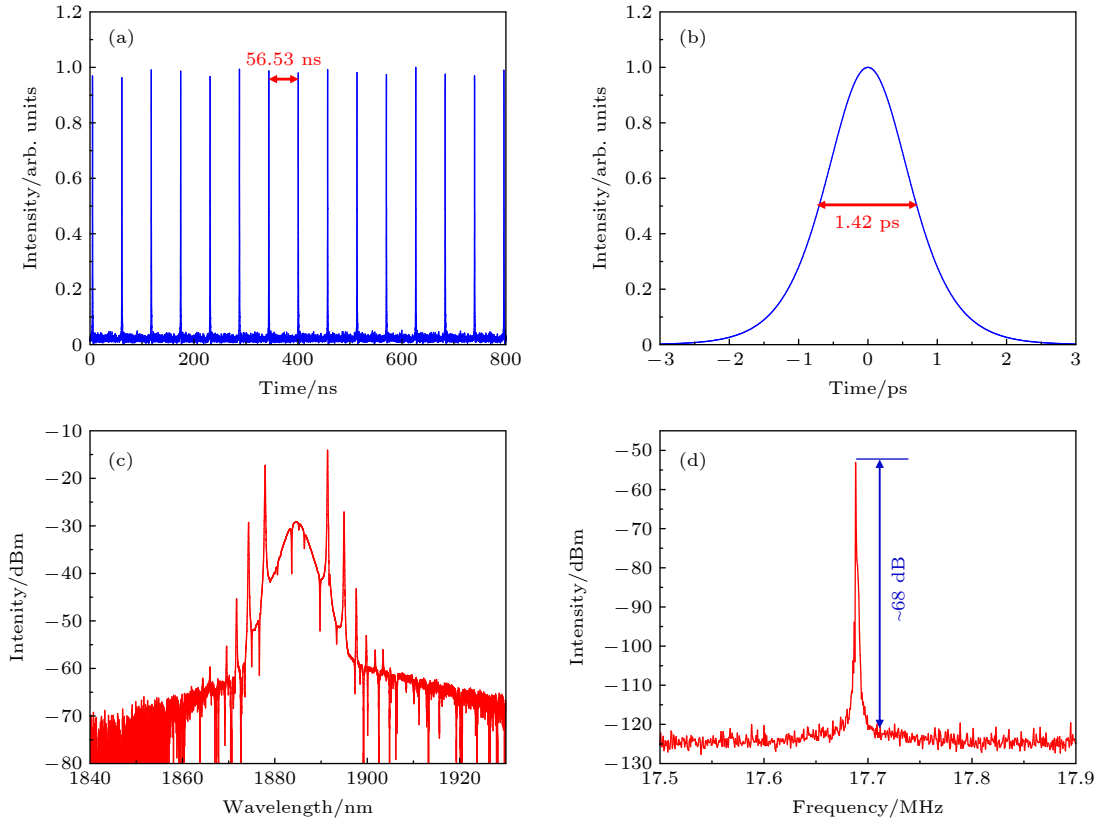 (a)
56.53 ns
Intensity/arb. units
1.2
1.0
0.8
0.6
0.4
0.2
0
0 200 400 600 800
Time/ns
(b)
1.42 ps
Intensity/arb. units
1.2
1.0
0.8
0.6
0.4
0.2
0
−3 −2 −1 0 1 2 3
Time/ps
(c)
Intenity/dBm
−10
−20
−30
−40
−50
−60
−70
−80
1840 1860 1880 1900 1920
Wavelength/nm
(d)
~68 dB
Intensity/dBm
−50
−60
−70
−80
−90
−100
−110
−120
−130
17.5 17.6 17.7 17.8 17.9
Frequency/MHz